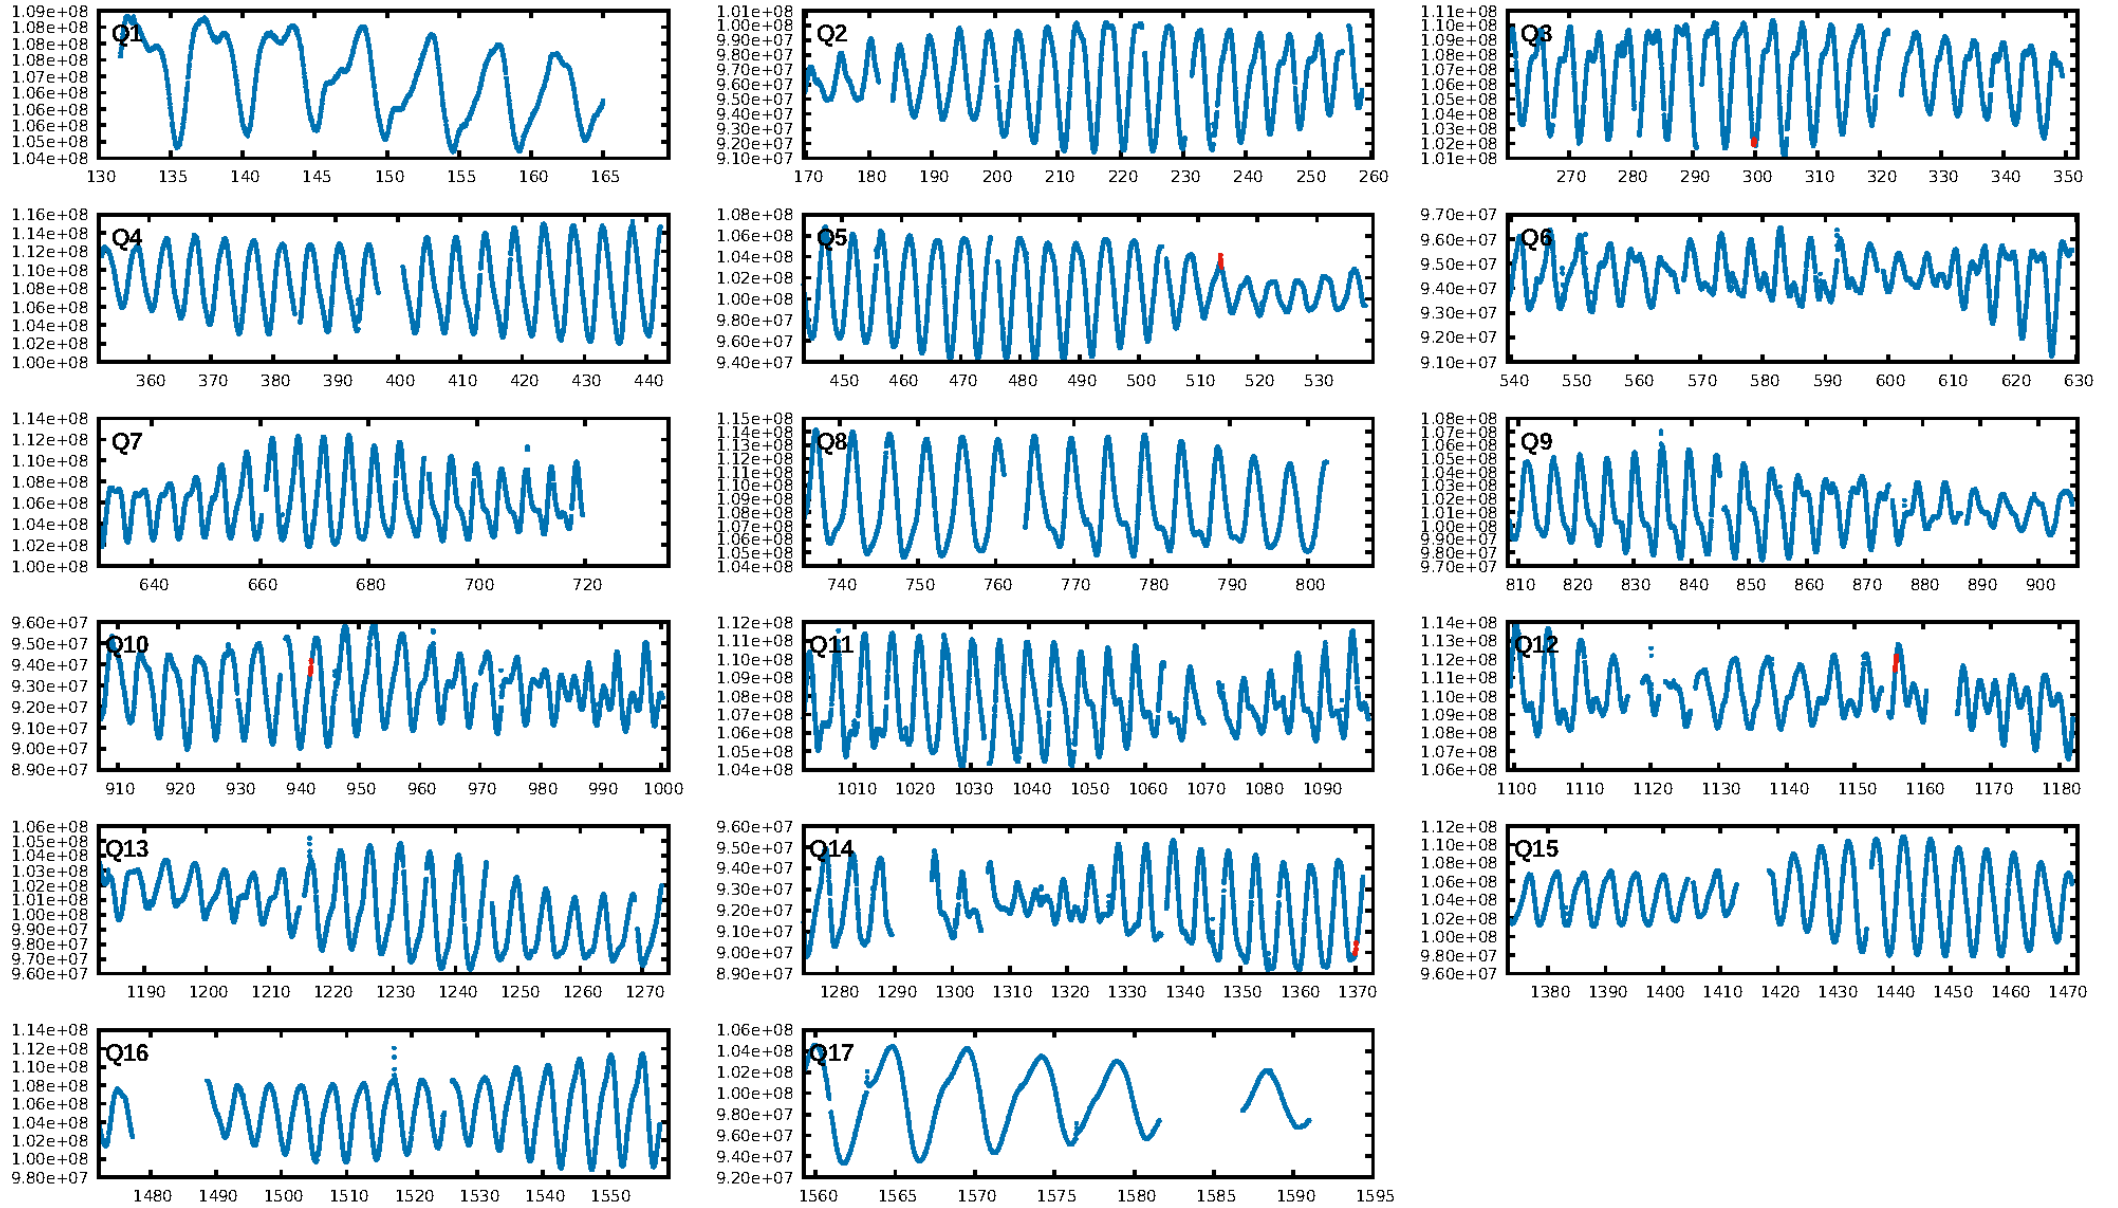 1.09e+08
1.08e+08
1.08e+08
1.08e+08
1.07e+08
1.06e+08
1.06e+08
1.06e+08
1.05e+08
1.04e+08
Q1
130 135 140 145 150 155 160 165
1.01e+08
1.00e+08
9.90e+07
9.80e+07
9.70e+07
9.60e+07
9.50e+07
9.40e+07
9.30e+07
9.20e+07
9.10e+07
Q2
170 180 190 200 210 220 230 240 250 260
1.11e+08
1.10e+08
1.09e+08
1.08e+08
1.07e+08
1.06e+08
1.05e+08
1.04e+08
1.03e+08
1.02e+08
1.01e+08
Q3
270 280 290 300 310 320 330 340 350
1.16e+08
1.14e+08
1.12e+08
1.10e+08
1.08e+08
1.06e+08
1.04e+08
1.02e+08
1.00e+08
Q4
360 370 380 390 400 410 420 430 440
1.08e+08
1.06e+08
1.04e+08
1.02e+08
1.00e+08
9.80e+07
9.60e+07
9.40e+07
Q5
450 460 470 480 490 500 510 520 530
9.70e+07
9.60e+07
9.50e+07
9.40e+07
9.30e+07
9.20e+07
9.10e+07
Q6
540 550 560 570 580 590 600 610 620 630
1.14e+08
1.12e+08
1.10e+08
1.08e+08
1.06e+08
1.04e+08
1.02e+08
1.00e+08
Q7
640 660 680 700 720
1.15e+08
1.14e+08
1.13e+08
1.12e+08
1.11e+08
1.10e+08
1.09e+08
1.08e+08
1.07e+08
1.06e+08
1.05e+08
1.04e+08
Q8
740 750 760 770 780 790 800
1.08e+08
1.07e+08
1.06e+08
1.05e+08
1.04e+08
1.03e+08
1.02e+08
1.01e+08
1.00e+08
9.90e+07
9.80e+07
9.70e+07
Q9
810 820 830 840 850 860 870 880 890 900
9.60e+07
9.50e+07
9.40e+07
9.30e+07
9.20e+07
9.10e+07
9.00e+07
8.90e+07
Q10
910 920 930 940 950 960 970 980 990 1000
1.12e+08
1.11e+08
1.10e+08
1.09e+08
1.08e+08
1.07e+08
1.06e+08
1.05e+08
1.04e+08
Q11
1010 1020 1030 1040 1050 1060 1070 1080 1090
1.14e+08
1.13e+08
1.12e+08
1.11e+08
1.10e+08
1.09e+08
1.08e+08
1.07e+08
1.06e+08
Q12
1100 1110 1120 1130 1140 1150 1160 1170 1180
1.06e+08
1.05e+08
1.04e+08
1.03e+08
1.02e+08
1.01e+08
1.00e+08
9.90e+07
9.80e+07
9.70e+07
9.60e+07
Q13
1190 1200 1210 1220 1230 1240 1250 1260 1270
9.60e+07
9.50e+07
9.40e+07
9.30e+07
9.20e+07
9.10e+07
9.00e+07
8.90e+07
Q14
1280 1290 1300 1310 1320 1330 1340 1350 1360 1370
1.12e+08
1.10e+08
1.08e+08
1.06e+08
1.04e+08
1.02e+08
1.00e+08
9.80e+07
9.60e+07
Q15
1380 1390 1400 1410 1420 1430 1440 1450 1460 1470
1.14e+08
1.12e+08
1.10e+08
1.08e+08
1.06e+08
1.04e+08
1.02e+08
1.00e+08
9.80e+07
Q16
1480 1490 1500 1510 1520 1530 1540 1550
1.06e+08
1.04e+08
1.02e+08
1.00e+08
9.80e+07
9.60e+07
9.40e+07
9.20e+07
Q17
1560 1565 1570 1575 1580 1585 1590 1595